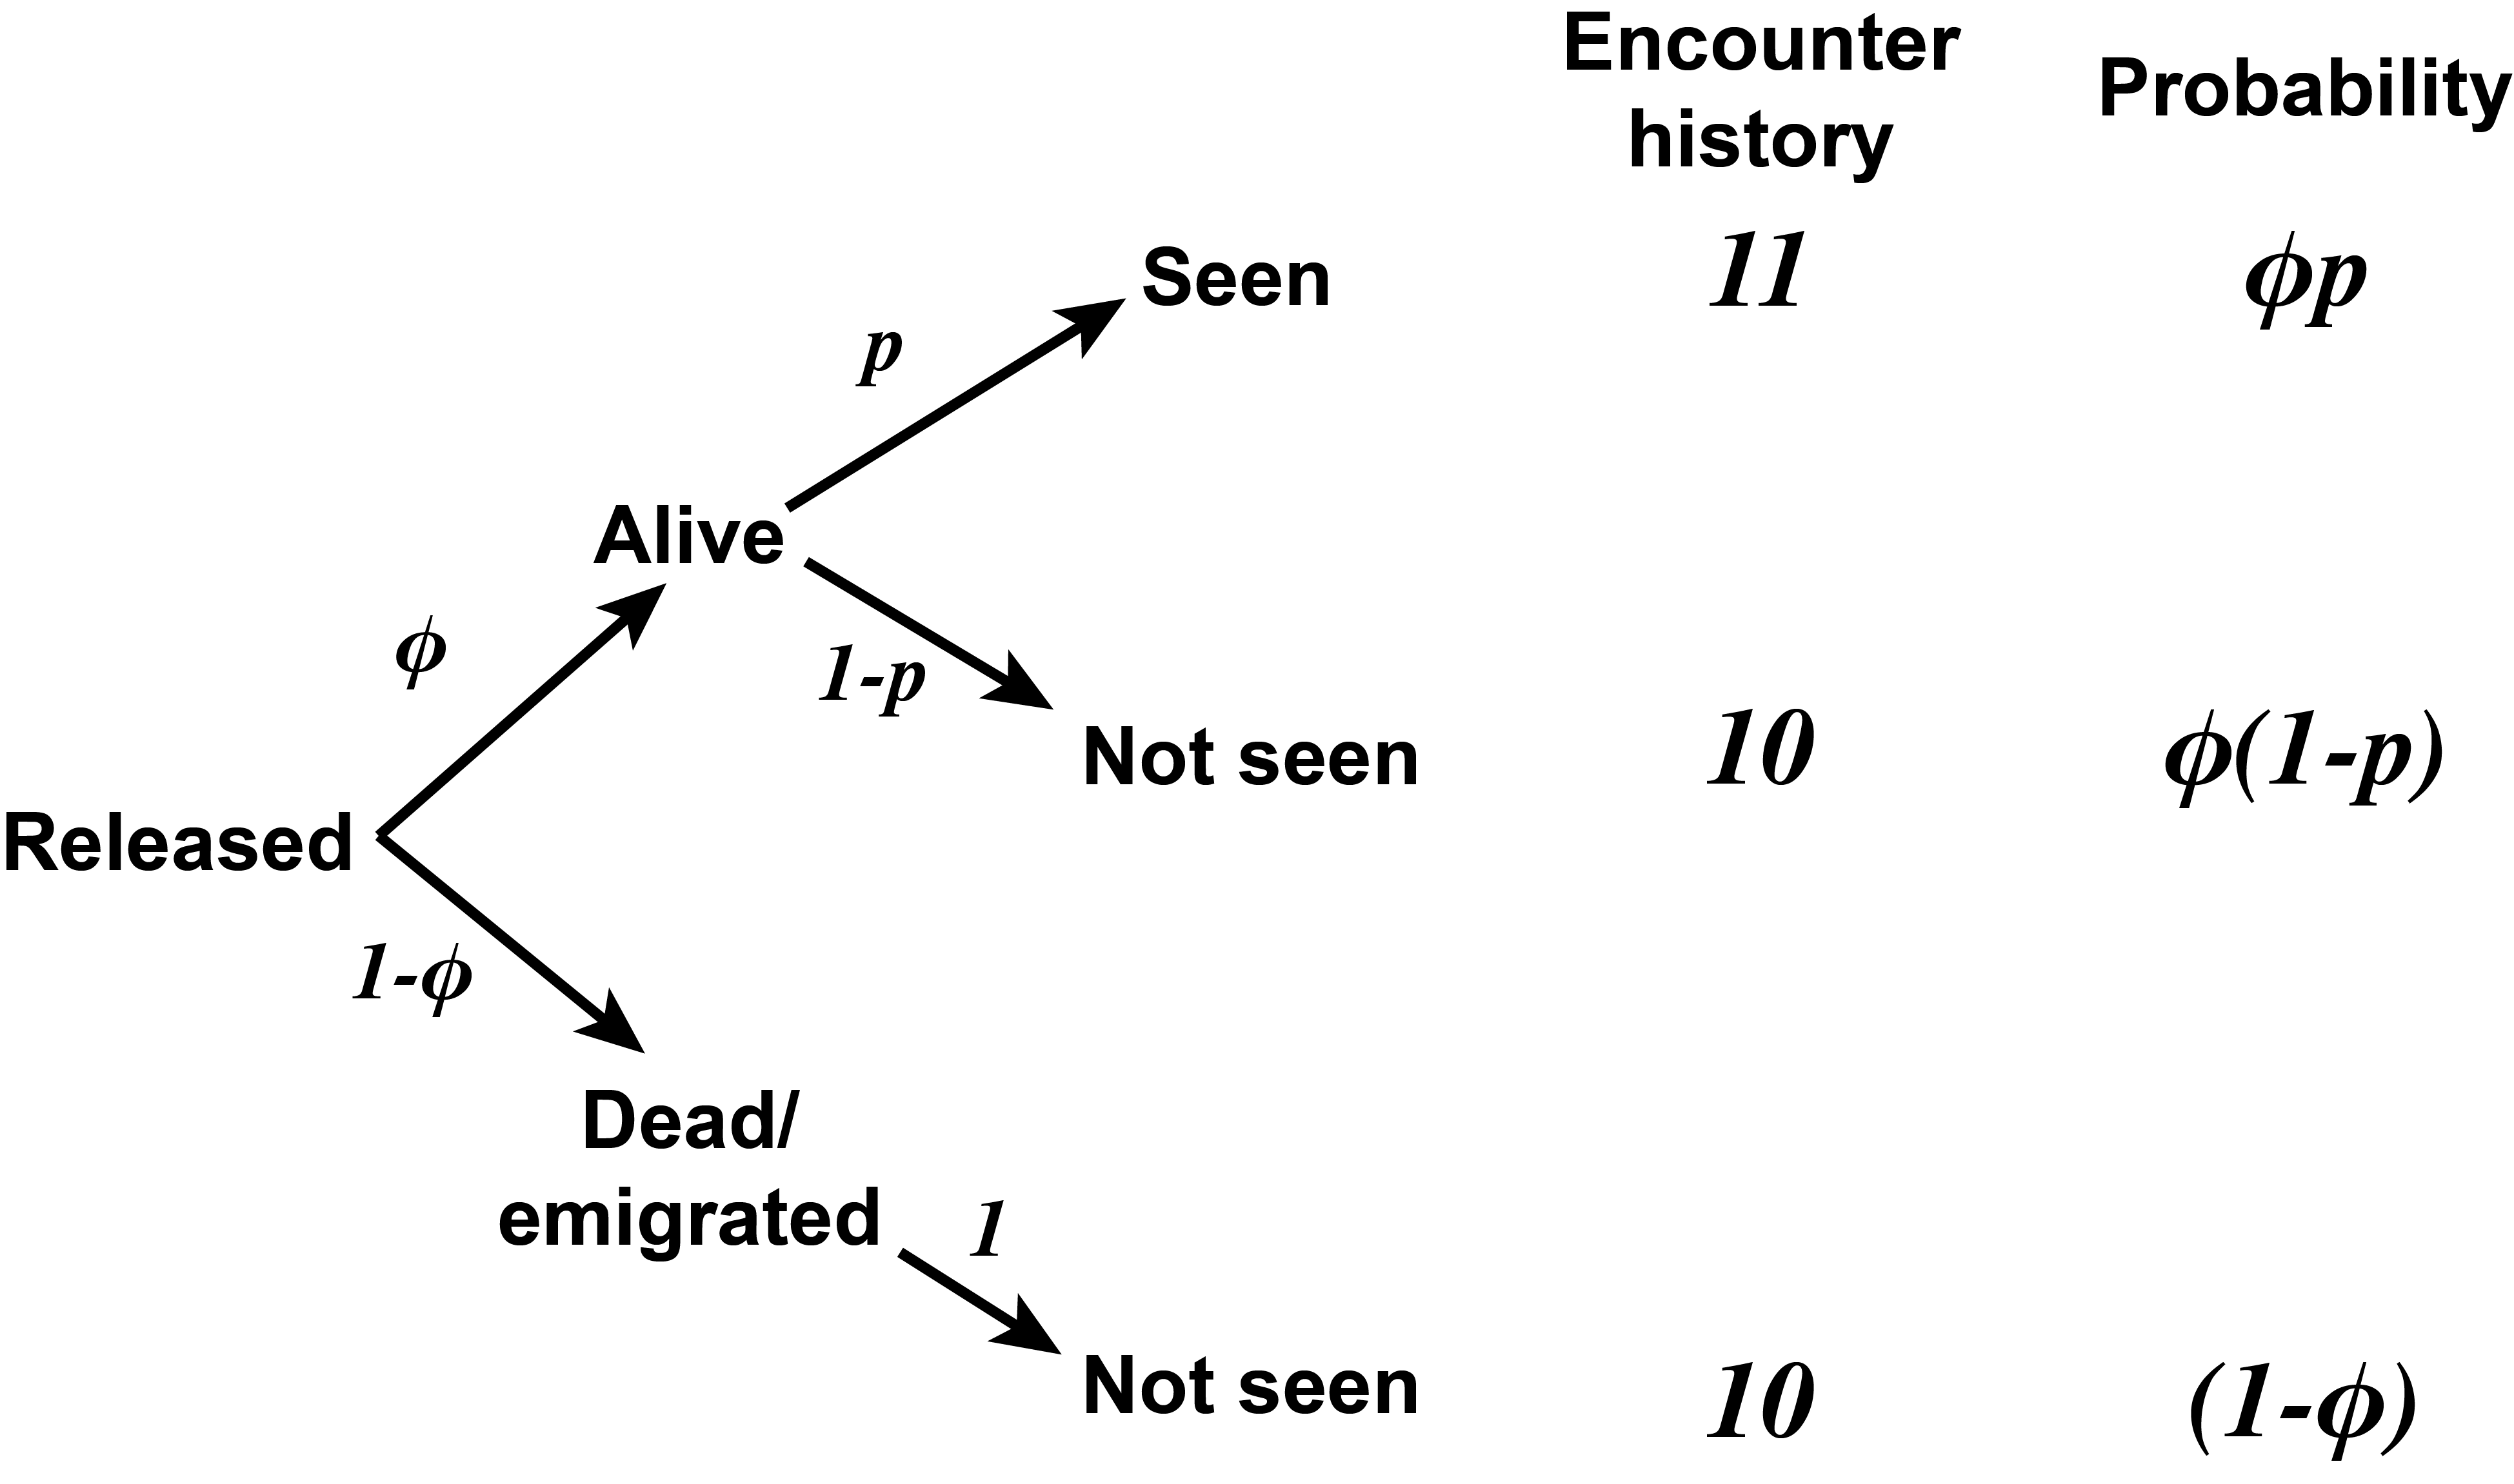 Encounter
history
Probability
Seen
11
ϕp
p
Alive
ϕ
1-p
Not seen
10
ϕ(1-p)
Released
1-ϕ
Dead/
emigrated
1
Not seen
10
(1-ϕ)